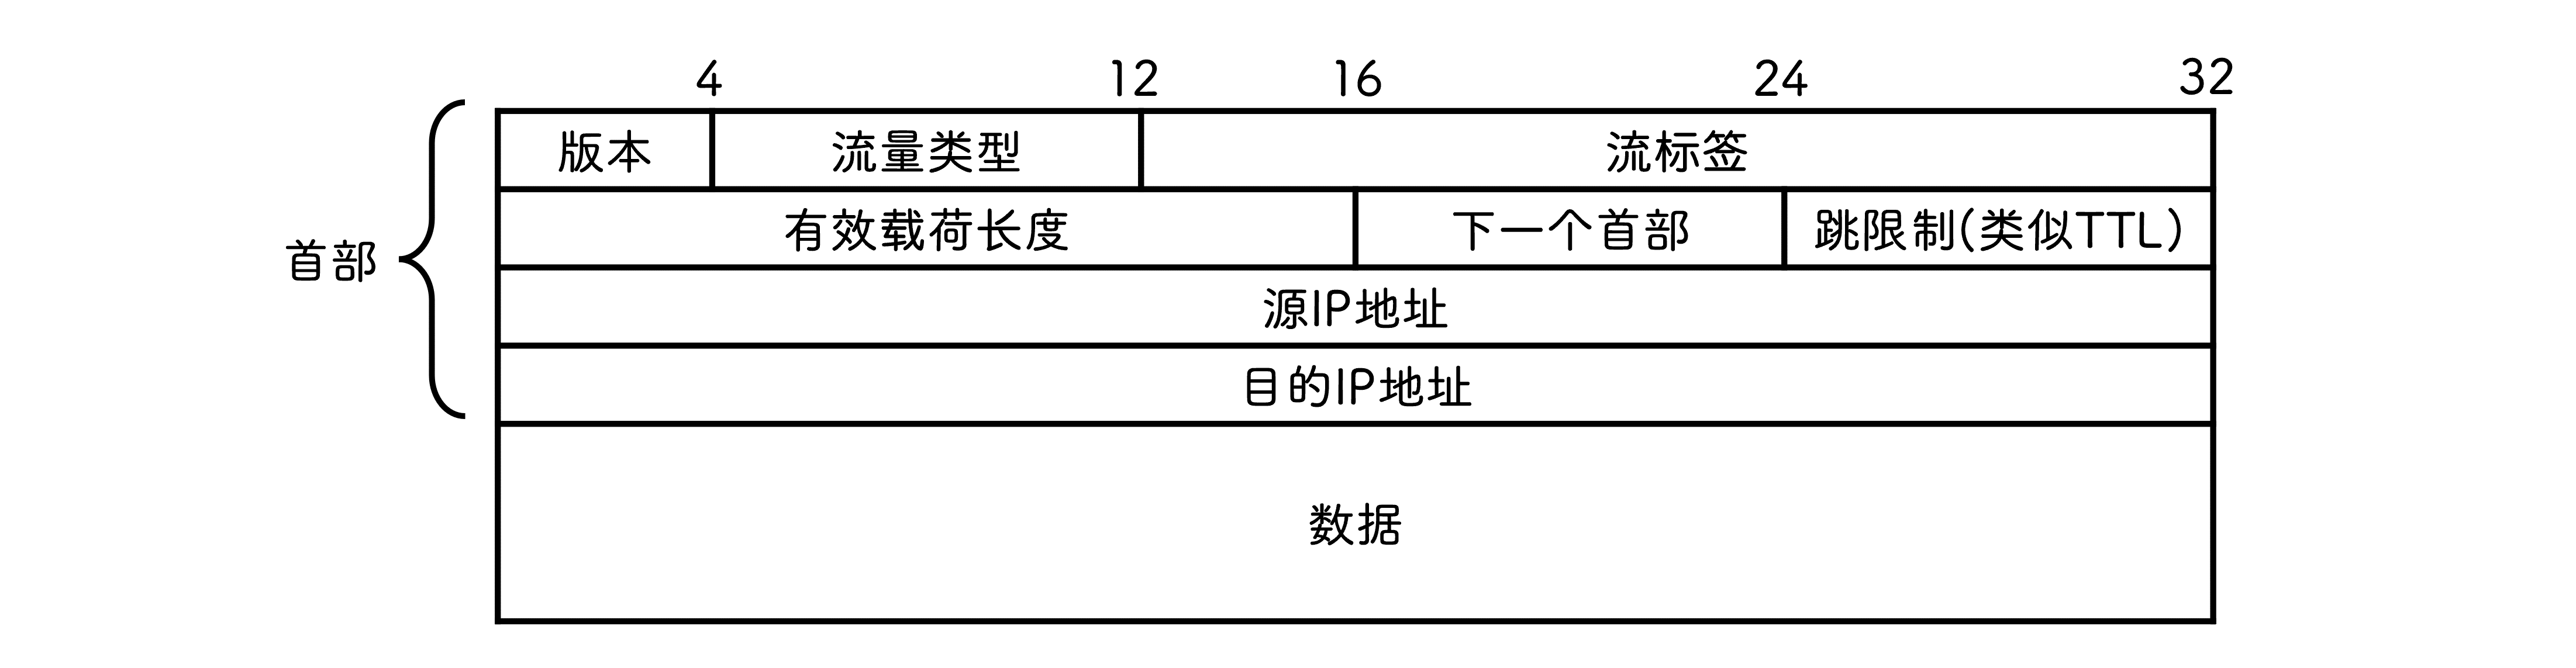 4 12 16 24 32
版本 流量类型 流标签
有效载荷长度 下一个首部 跳限制(类似TTL)
首部
源IP地址
目的IP地址
数据